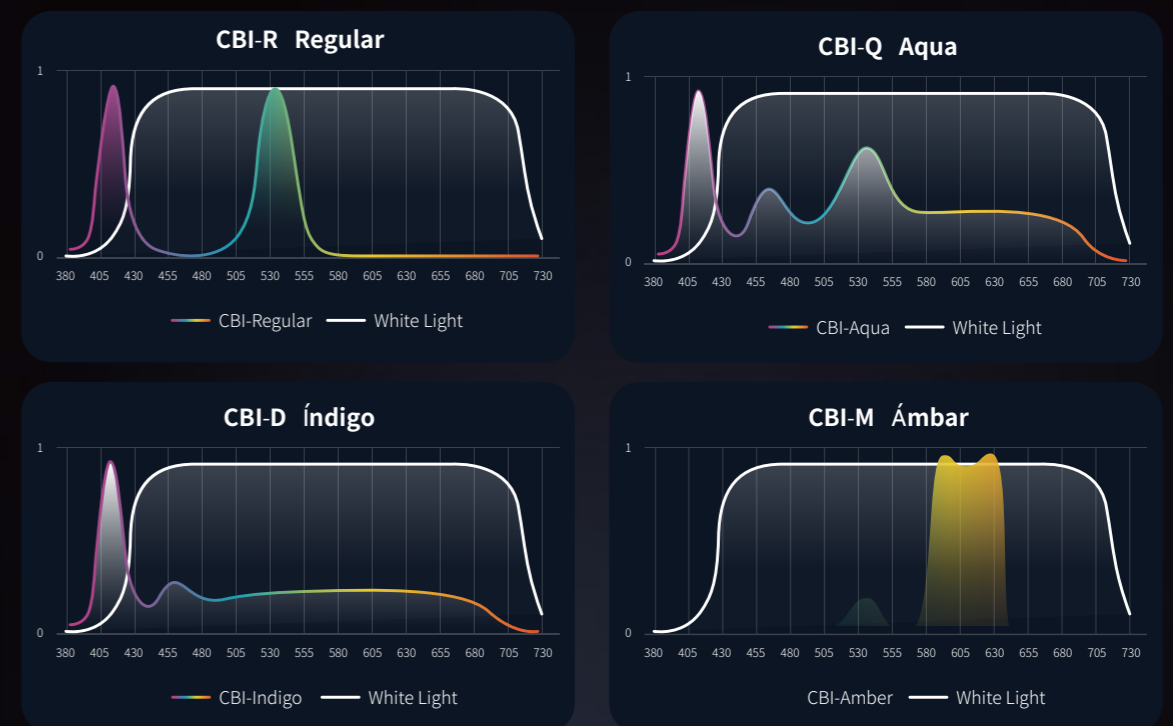 CBI-R Regular
1
0
380 405 430 455 480 505 530 555 580 605 630 655 680 705 730
CBI-Regular White Light
CBI-Q Aqua
1
0
380 405 430 455 480 505 530 555 580 605 630 655 680 705 730
CBI-Aqua White Light
CBI-D Índigo
1
0
380 405 430 455 480 505 530 555 580 605 630 655 680 705 730
CBI-Indigo White Light
CBI-M Ámbar
1
0
380 405 430 455 480 505 530 555 580 605 630 655 680 705 730
CBI-Amber White Light